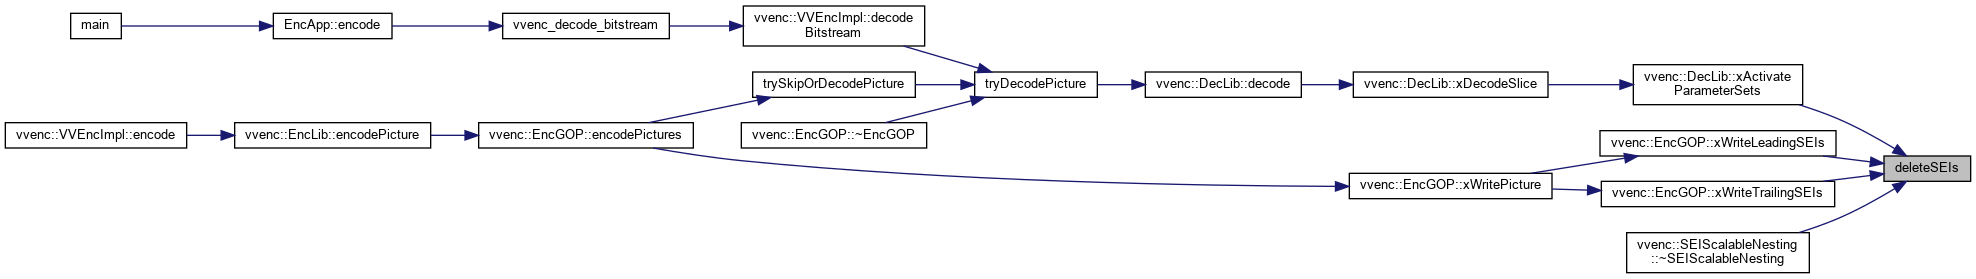 main
EncApp::encode
vvenc_decode_bitstream
vvenc::VVEncImpl::decode
Bitstream
trySkipOrDecodePicture
tryDecodePicture
vvenc::DecLib::decode
vvenc::DecLib::xDecodeSlice
vvenc::DecLib::xActivate
ParameterSets
vvenc::VVEncImpl::encode
vvenc::EncLib::encodePicture
vvenc::EncGOP::encodePictures
vvenc::EncGOP::~EncGOP
vvenc::EncGOP::xWriteLeadingSEIs
deleteSEIs
vvenc::EncGOP::xWritePicture
vvenc::EncGOP::xWriteTrailingSEIs
vvenc::SEIScalableNesting
::~SEIScalableNesting